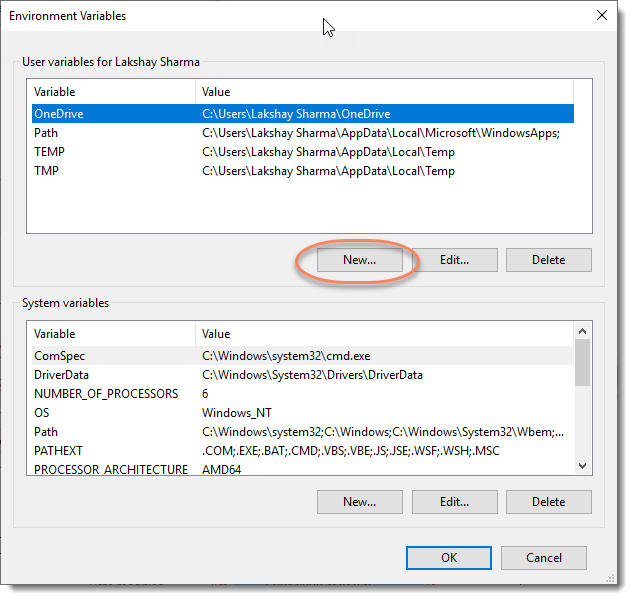 Environment Variables
User variables for Lakshay Sharma
Variable Value
OneDrive C:\Users\Lakshay Sharma\OneDrive
Path C:\Users\Lakshay Sharma\AppData\Local\Microsoft\WindowsApps;
TEMP C:\Users\Lakshay Sharma\AppData\Local\Temp
TMP C:\Users\Lakshay Sharma\AppData\Local\Temp
New... Edit... Delete
System variables
Variable Value
ComSpec C:\Windows\system32\cmd.exe
DriverData C:\Windows\System32\Drivers\DriverData
NUMBER_OF_PROCESSORS 6
OS Windows_NT
Path C:\Windows\system32;C:\Windows;C:\Windows\System32\Wbem;...
PATHEXT .COM;.EXE;.BAT;.CMD;.VBS;.VBE;.JS;.JSE;.WSF;.WSH;.MSC
PROCESSOR_ARCHITECTURE AMD64
New... Edit... Delete
OK Cancel